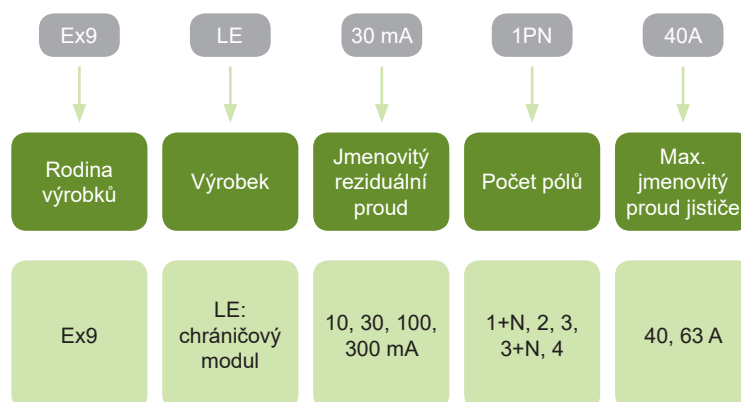 Ex9
LE
30 mA
1PN
40A
Rodina
výrobků
Výrobek
Jmenovitý
reziduální
proud
Počet pólů
Max.
jmenovitý
proud jističe
Ex9
LE:
chráničový
modul
10, 30, 100,
300 mA
1+N, 2, 3,
3+N, 4
40, 63 A